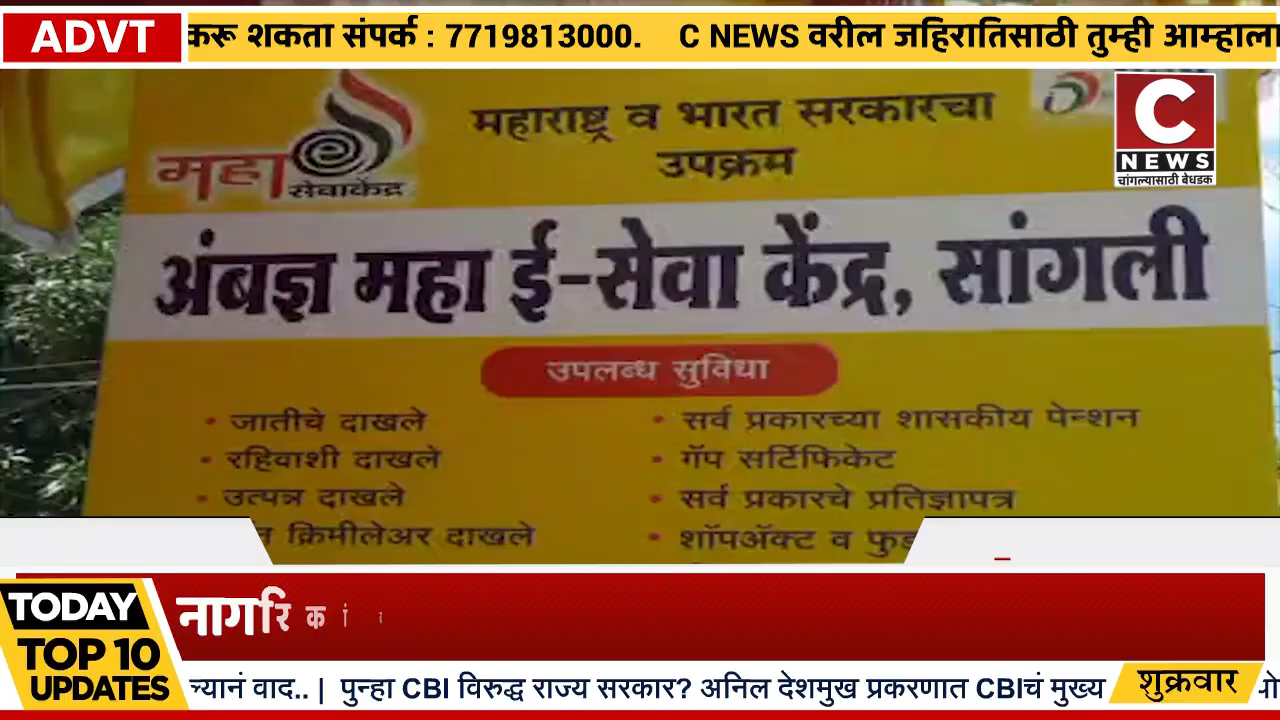 ADVT
करू शकता संपर्क : 7719813000. C NEWS वरील जहिरातिसाठी तुम्ही आम्हाला
महा
सेवाकेंद्र
महाराष्ट्र व भारत सरकारचा
उपक्रम
C
NEWS
चांगल्यासाठी बेधडक
अंबज्ञ महा ई-सेवा केंद्र, सांगली
उपलब्ध सुविधा
• जातीचे दाखले
• रहिवाशी दाखले
• उत्पन्न दाखले
क्रिमीलेअर दाखले
• सर्व प्रकारच्या शासकीय पेन्शन
• गॅप सर्टिफिकेट
• सर्व प्रकारचे प्रतिज्ञापत्र
• शॉपॲक्ट व
TODAY
TOP 10
UPDATES
नागरिकां
च्यानं वाद.. | पुन्हा CBI विरुद्ध राज्य सरकार? अनिल देशमुख प्रकरणात CBIचं मुख्य
शुक्रवार